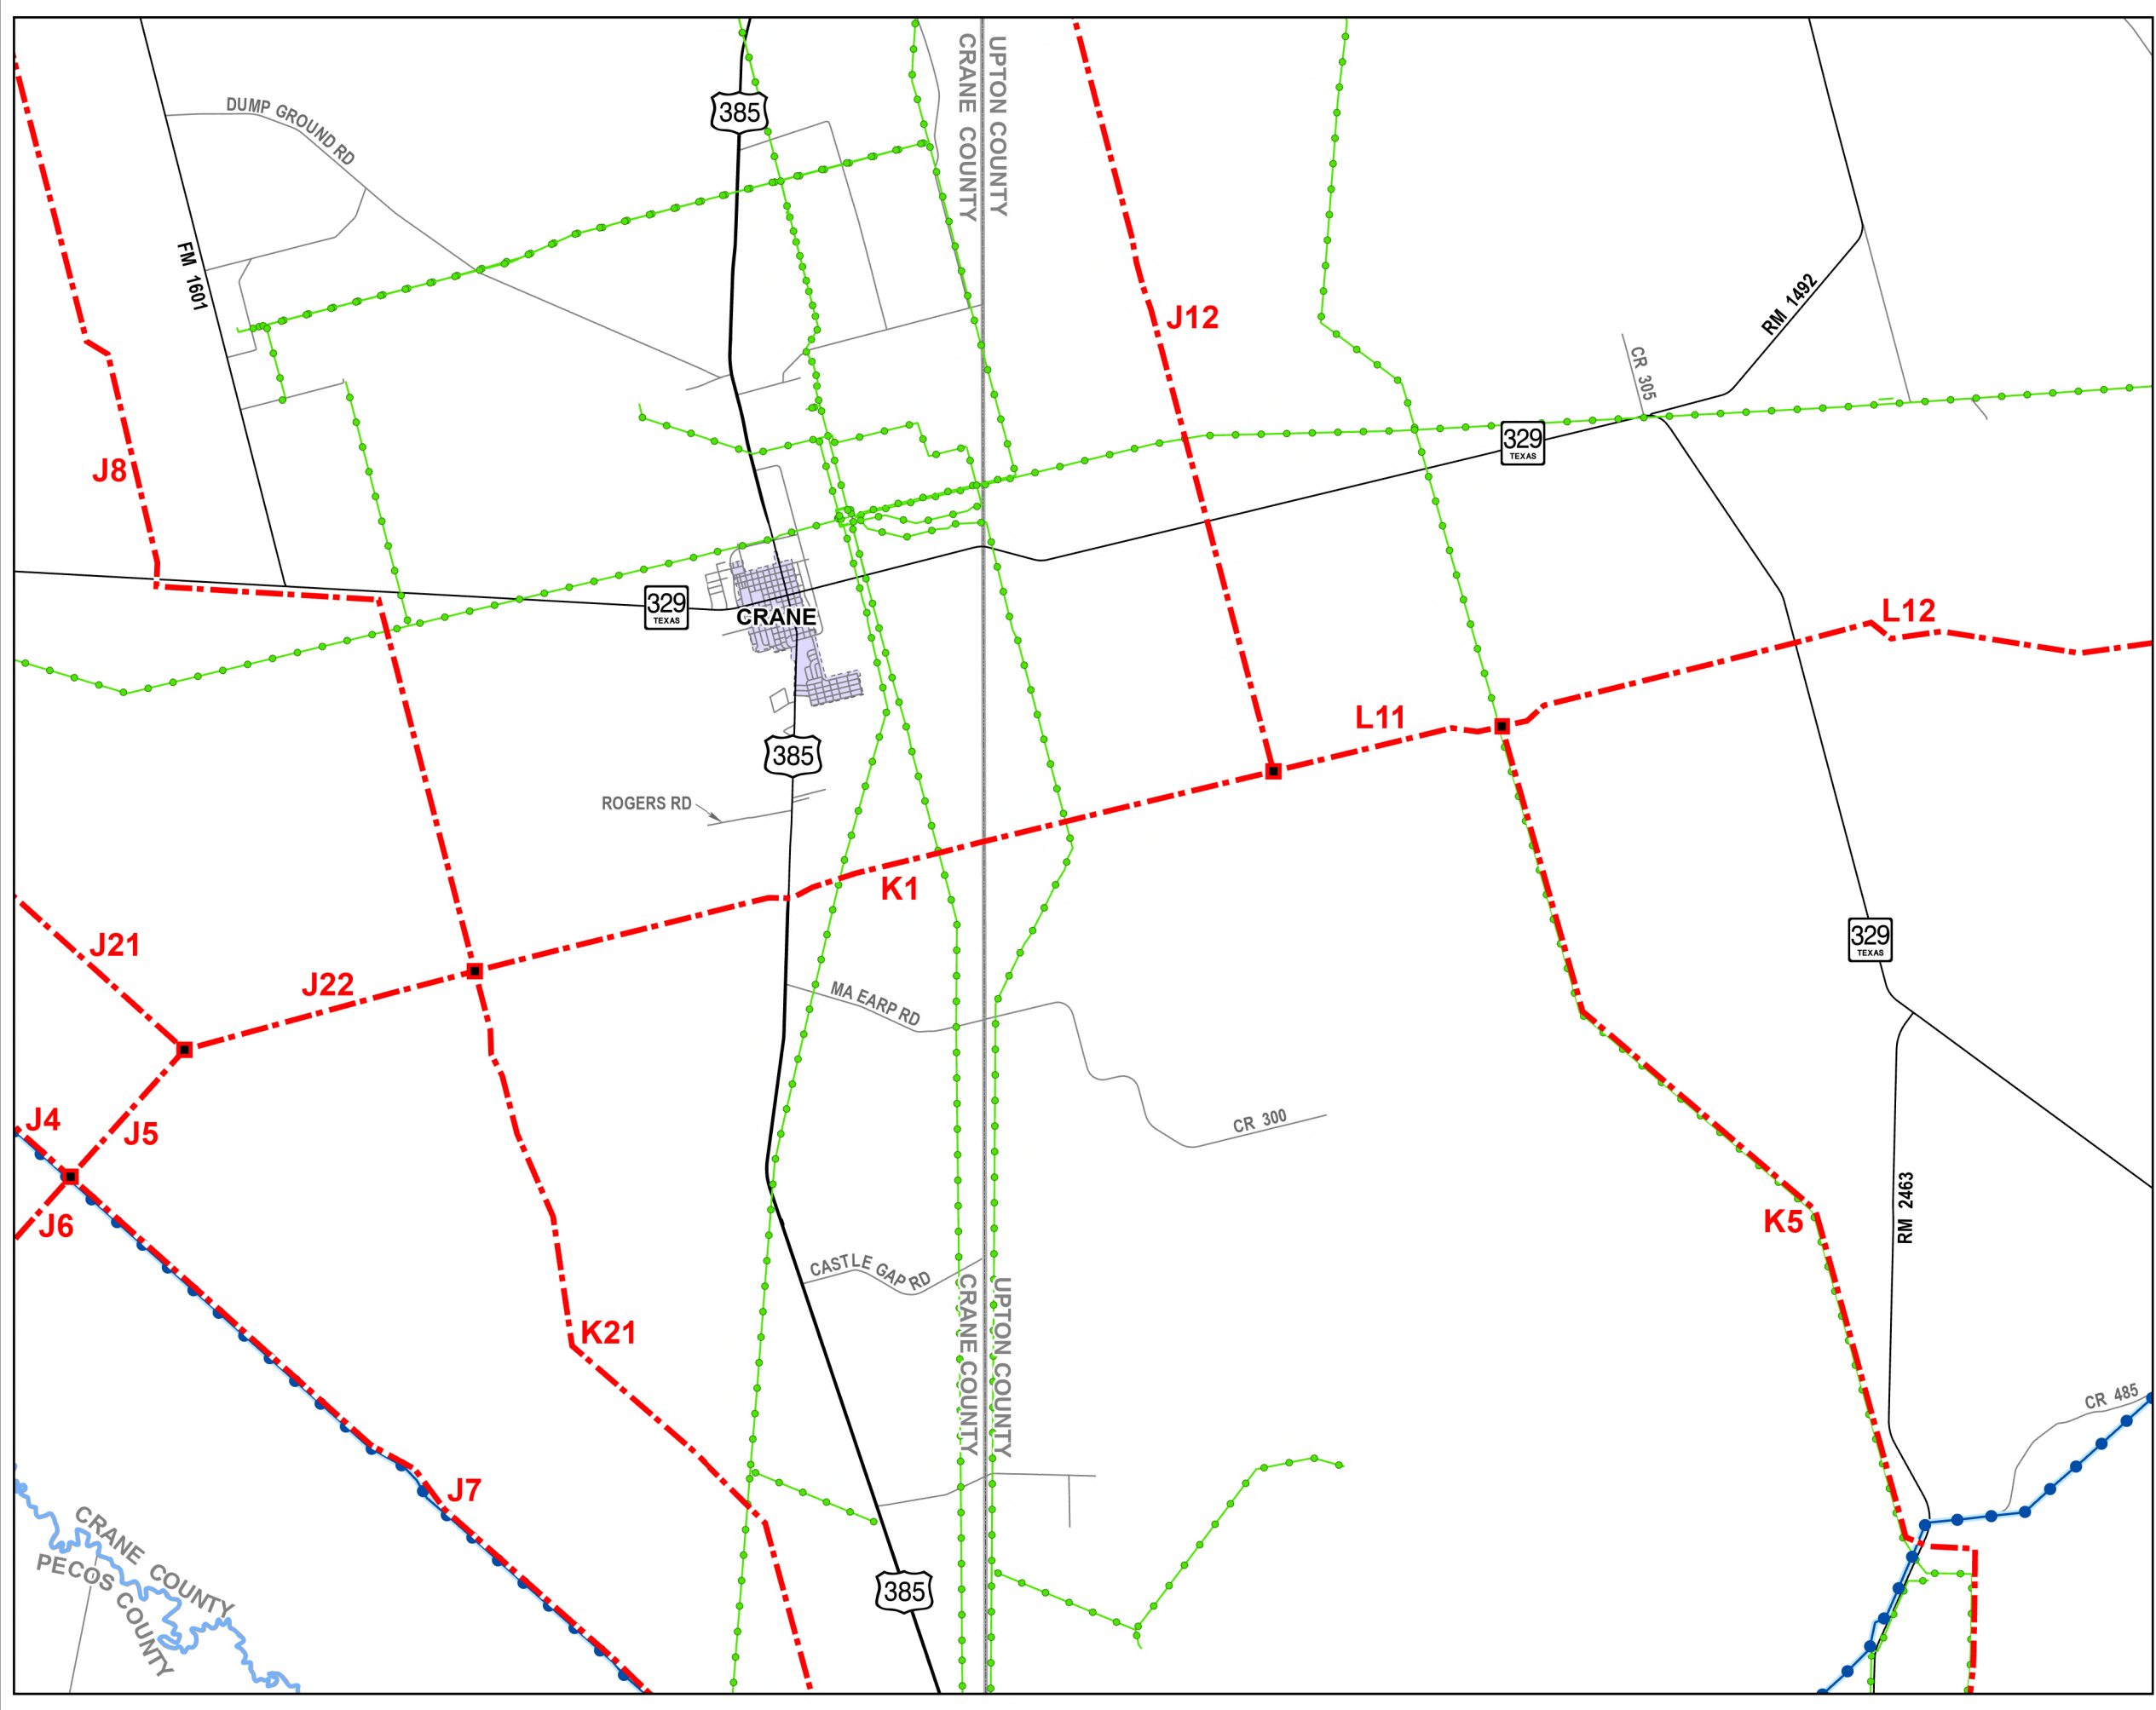 UPTON COUNTY
CRANE COUNTY
385
DUMP GROUND RD
FM 1601
J12
RM 1492
CR 305
329
TEXAS
J8
329
TEXAS
CRANE
L12
L11
385
ROGERS RD
K1
329
TEXAS
J21
J22
MA EARP RD
J4
J5
CR 300
J6
K5
RM 2463
CASTLE GAP RD
CRANE COUNTY
UPTON COUNTY
K21
CR 485
J7
CRANE COUNTY
PECOS COUNTY
385